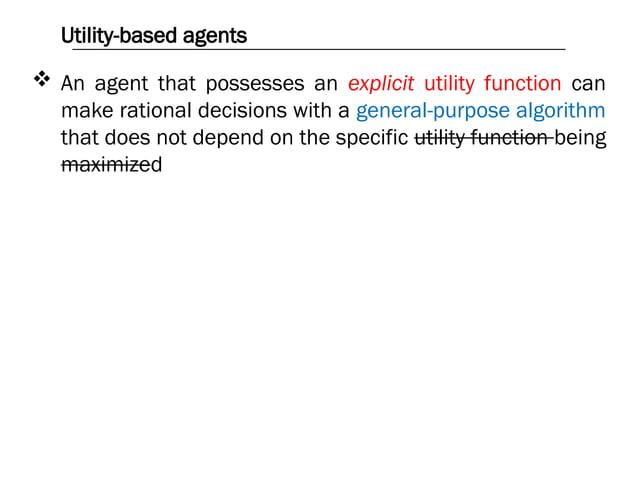 Utility-based agents
❖ An agent that possesses an explicit utility function can
make rational decisions with a general-purpose algorithm
that does not depend on the specific utility function being
maximized